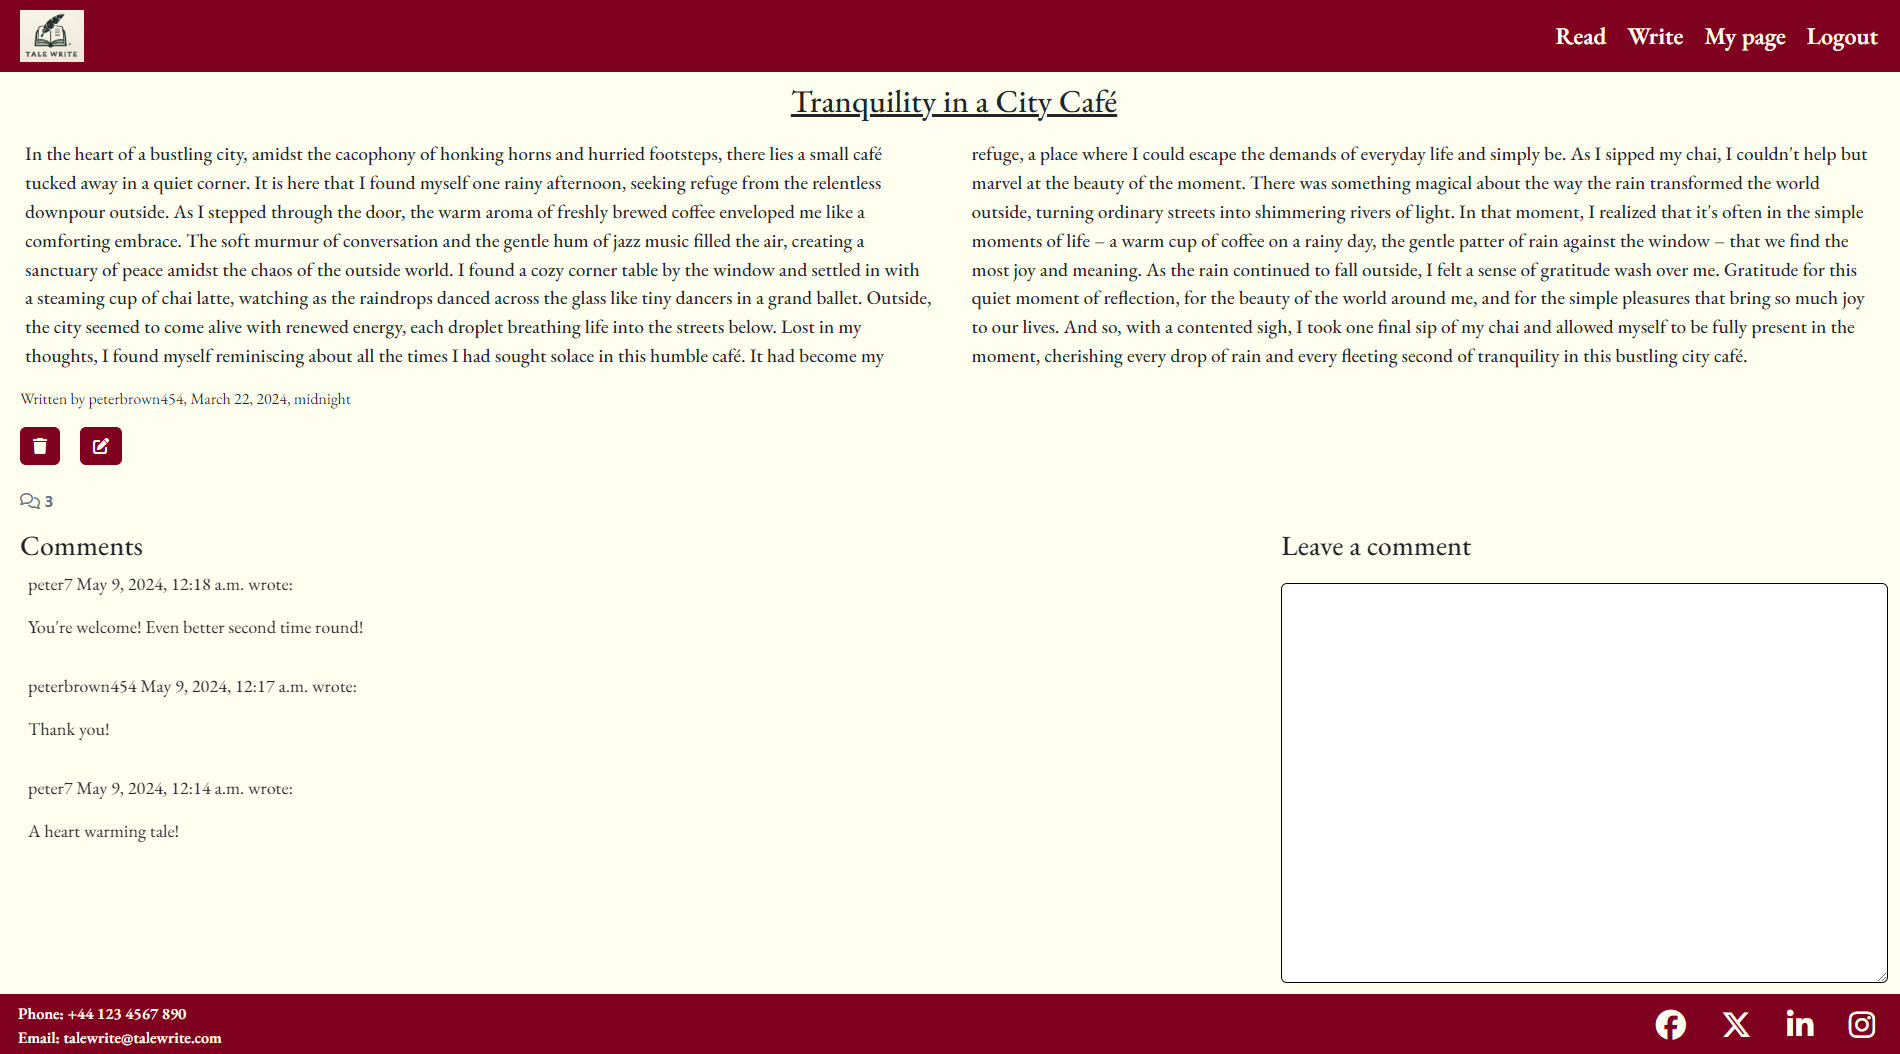 TALE WRITE
Read Write My page Logout
Tranquility in a City Café
In the heart of a bustling city, amidst the cacophony of honking horns and hurried footsteps, there lies a small café
tucked away in a quiet corner. It is here that I found myself one rainy afternoon, seeking refuge from the relentless
downpour outside. As I stepped through the door, the warm aroma of freshly brewed coffee enveloped me like a
comforting embrace. The soft murmur of conversation and the gentle hum of jazz music filled the air, creating a
sanctuary of peace amidst the chaos of the outside world. I found a cozy corner table by the window and settled in with
a steaming cup of chai latte, watching as the raindrops danced across the glass like tiny dancers in a grand ballet. Outside,
the city seemed to come alive with renewed energy, each droplet breathing life into the streets below. Lost in my
thoughts, I found myself reminiscing about all the times I had sought solace in this humble café. It had become my
refuge, a place where I could escape the demands of everyday life and simply be. As I sipped my chai, I couldn't help but
marvel at the beauty of the moment. There was something magical about the way the rain transformed the world
outside, turning ordinary streets into shimmering rivers of light. In that moment, I realized that it's often in the simple
moments of life – a warm cup of coffee on a rainy day, the gentle patter of rain against the window – that we find the
most joy and meaning. As the rain continued to fall outside, I felt a sense of gratitude wash over me. Gratitude for this
quiet moment of reflection, for the beauty of the world around me, and for the simple pleasures that bring so much joy
to our lives. And so, with a contented sigh, I took one final sip of my chai and allowed myself to be fully present in the
moment, cherishing every drop of rain and every fleeting second of tranquility in this bustling city café.
Written by peterbrown454, March 22, 2024, midnight
3
Comments
peter7 May 9, 2024, 12:18 a.m. wrote:
You're welcome! Even better second time round!
peterbrown454 May 9, 2024, 12:17 a.m. wrote:
Thank you!
peter7 May 9, 2024, 12:14 a.m. wrote:
A heart warming tale!
Leave a comment
Phone: +44 123 4567 890
Email: talewrite@talewrite.com